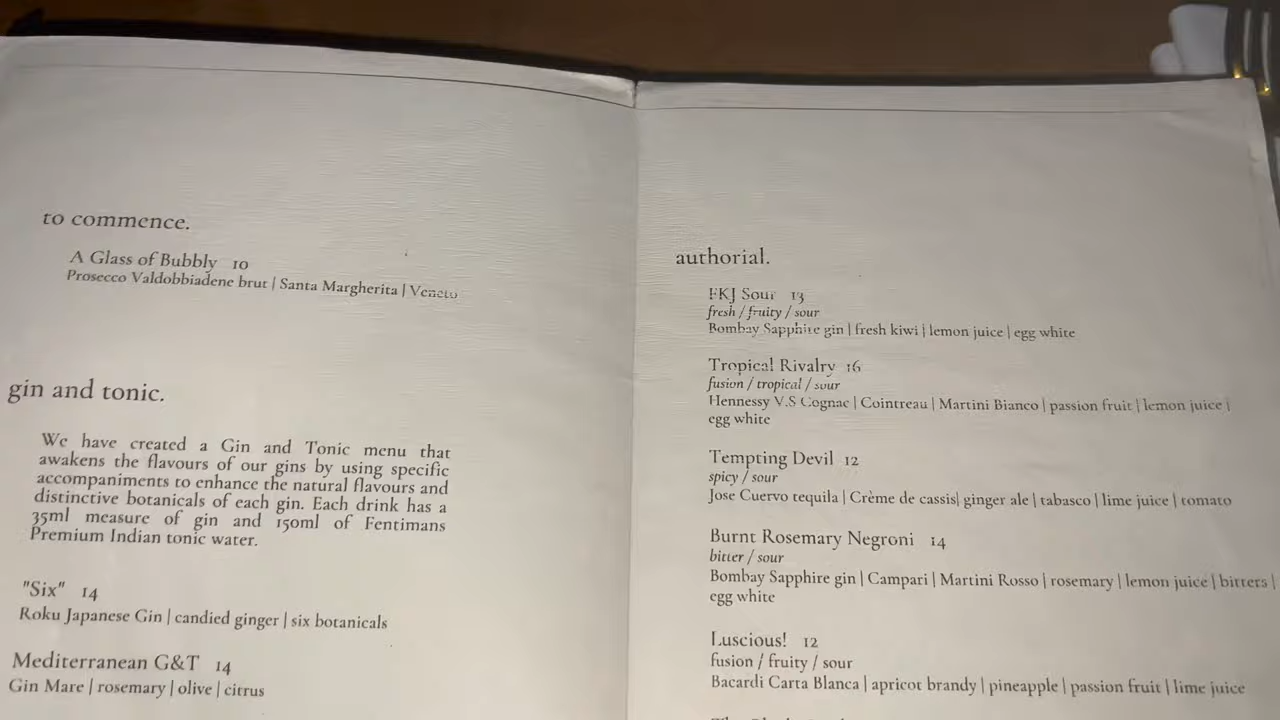 to commence.
A Glass of Bubbly 10
Prosecco Valdobbiadene brut | Santa Margherita | Veneto
gin and tonic.
We have created a Gin and Tonic menu that
awakens the flavours of our gins by using specific
accompaniments to enhance the natural flavours and
distinctive botanicals of each gin. Each drink has a
35ml measure of gin and 150ml of Fentimans
Premium Indian tonic water.
"Six" 14
Roku Japanese Gin | candied ginger | six botanicals
Mediterranean G&T 14
Gin Mare | rosemary | olive | citrus
authorial.
FKJ Sour 13
fresh / fruity / sour
Bombay Sapphire gin | fresh kiwi | lemon juice | egg white
Tropical Rivalry 16
fusion / tropical / sour
Hennessy V.S Cognac | Cointreau | Martini Bianco | passion fruit | lemon juice |
egg white
Tempting Devil 12
spicy / sour
Jose Cuervo tequila | Crème de cassis| ginger ale | tabasco | lime juice | tomato
Burnt Rosemary Negroni 14
bitter / sour
Bombay Sapphire gin | Campari | Martini Rosso | rosemary | lemon juice | bitters |
egg white
Luscious! 12
fusion / fruity / sour
Bacardi Carta Blanca | apricot brandy | pineapple | passion fruit | lime juice